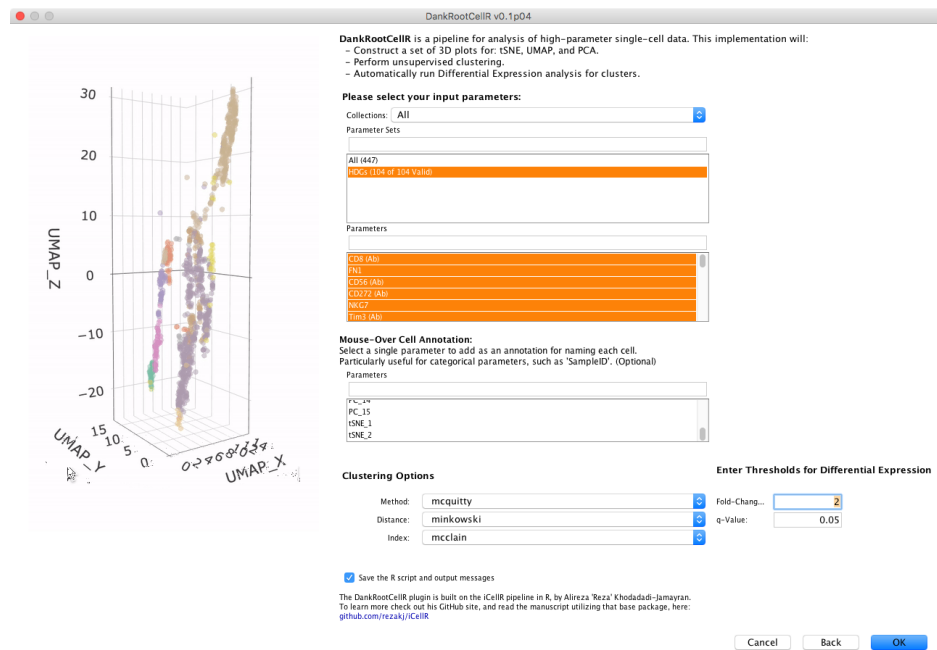 DankRootCellR v0.1p04
DankRootCellR is a pipeline for analysis of high-parameter single-cell data. This implementation will:
– Construct a set of 3D plots for: tSNE, UMAP, and PCA.
– Perform unsupervised clustering.
– Automatically run Differential Expression analysis for clusters.
Please select your input parameters:
Collections: All
Parameter Sets
All (447)
HDGs (104 of 104 Valid)
Parameters
CD8 (Ab)
FN1
CD56 (Ab)
CD272 (Ab)
NKG7
Tim3 (Ab)
Mouse-Over Cell Annotation:
Select a single parameter to add as an annotation for naming each cell.
Particularly useful for categorical parameters, such as 'SampleID'. (Optional)
Parameters
PC_14
PC_15
tSNE_1
tSNE_2
30
20
10
0
−10
−20
UMAP_Z
15
10
5
0
UMAP_Y
0 2 4 6 8
UMAP_X
Clustering Options
Method: mcquitty
Distance: minkowski
Index: mcclain
Enter Thresholds for Differential Expression
Fold-Chang... 2
q-Value: 0.05
Save the R script and output messages
The DankRootCellR plugin is built on the iCellR pipeline in R, by Alireza 'Reza' Khodadadi-Jamayran.
To learn more check out his GitHub site, and read the manuscript utilizing that base package, here:
github.com/rezakj/iCellR
Cancel
Back
OK